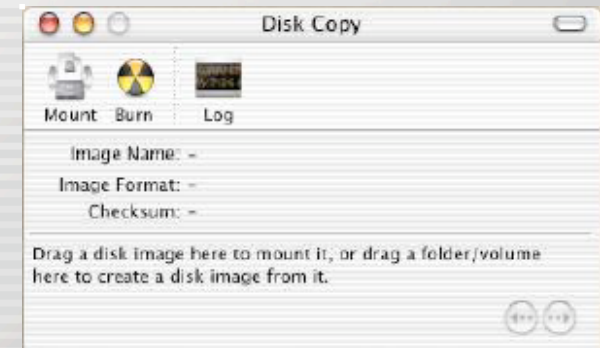 Disk Copy
Mount Burn Log
Image Name: -
Image Format: -
Checksum: -
Drag a disk image here to mount it, or drag a folder/volume
here to create a disk image from it.